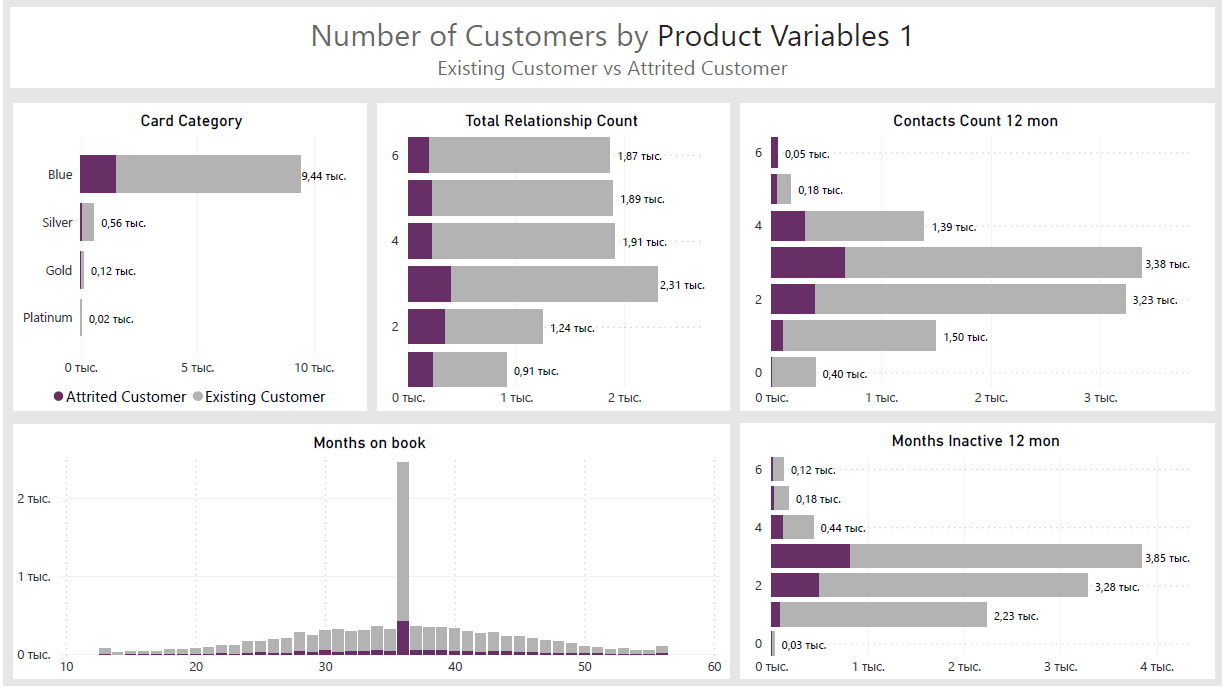 Number of Customers by Product Variables 1
Existing Customer vs Attrited Customer
Card Category
Blue
9,44 тыс.
Silver
0,56 тыс.
Gold
0,12 тыс.
Platinum
0,02 тыс.
0 тыс. 5 тыс. 10 тыс.
Attrited Customer Existing Customer
Total Relationship Count
6
1,87 тыс.
1,89 тыс.
4
1,91 тыс.
2,31 тыс.
2
1,24 тыс.
0,91 тыс.
0 тыс. 1 тыс. 2 тыс.
Contacts Count 12 mon
6
0,05 тыс.
0,18 тыс.
4
1,39 тыс.
3,38 тыс.
2
3,23 тыс.
1,50 тыс.
0
0,40 тыс.
0 тыс. 1 тыс. 2 тыс. 3 тыс.
Months on book
2 тыс.
1 тыс.
0 тыс.
10 20 30 40 50 60
Months Inactive 12 mon
6
0,12 тыс.
0,18 тыс.
4
0,44 тыс.
3,85 тыс.
2
3,28 тыс.
2,23 тыс.
0
0,03 тыс.
0 тыс. 1 тыс. 2 тыс. 3 тыс. 4 тыс.